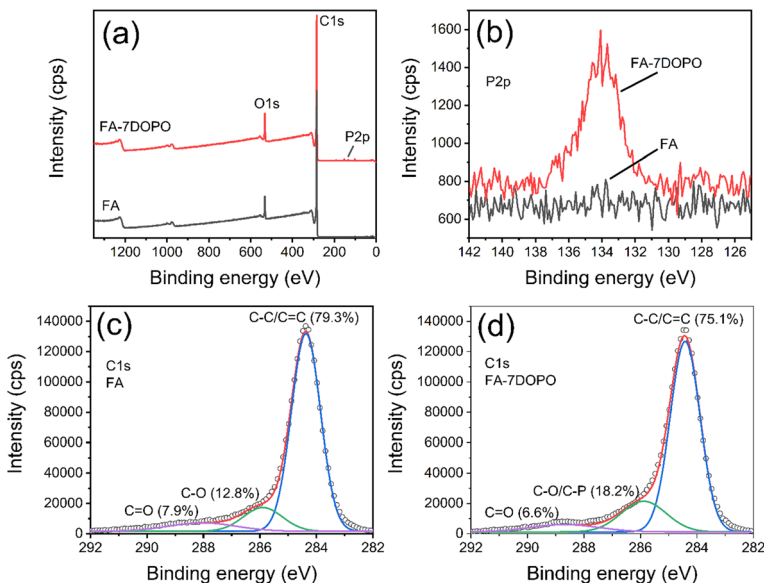 (a)
C1s
O1s
P2p
FA-7DOPO
FA
Intensity (cps)
1200 1000 800 600 400 200 0
Binding energy (eV)
(b)
P2p
FA-7DOPO
FA
Intensity (cps)
1600
1400
1200
1000
800
600
142 140 138 136 134 132 130 128 126
Binding energy (eV)
(c)
C-C/C=C (79.3%)
C1s
FA
C-O (12.8%)
C=O (7.9%)
Intensity (cps)
140000
120000
100000
80000
60000
40000
20000
0
292 290 288 286 284 282
Binding energy (eV)
(d)
C-C/C=C (75.1%)
C1s
FA-7DOPO
C-O/C-P (18.2%)
C=O (6.6%)
Intensity (cps)
140000
120000
100000
80000
60000
40000
20000
0
292 290 288 286 284 282
Binding energy (eV)